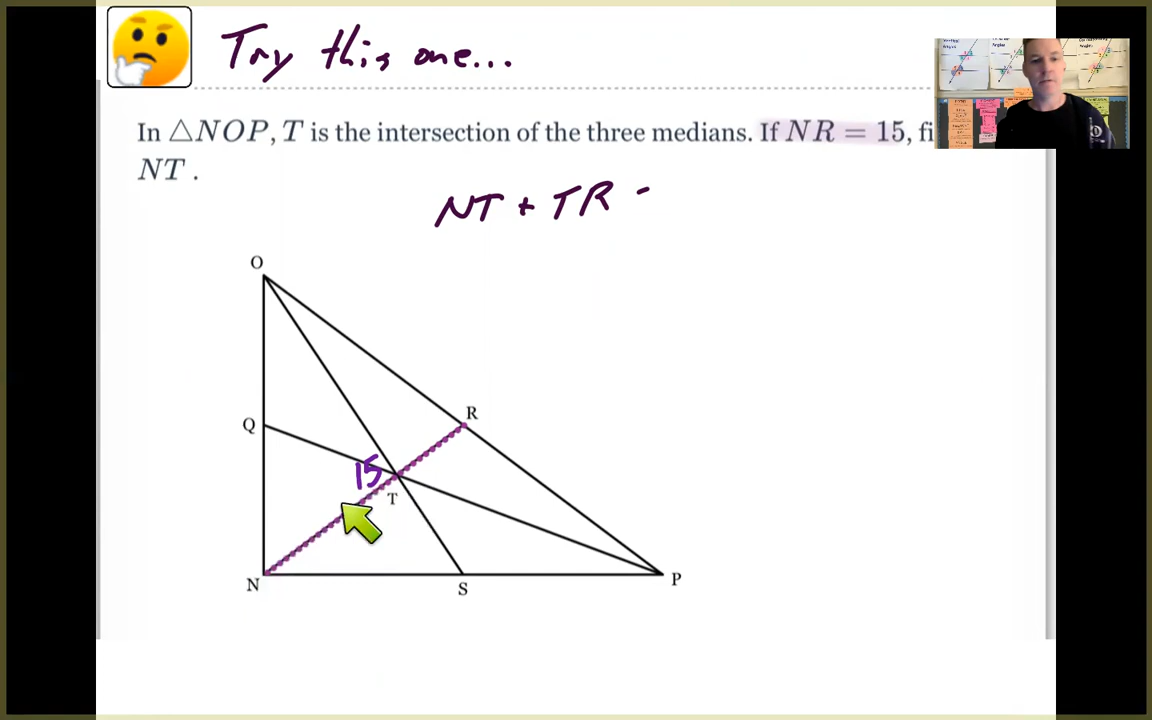 Try this one...
In △NOP, T is the intersection of the three medians. If NR = 15, fi
NT .
NT + TR -
O
R
Q
15
T
N
S
P